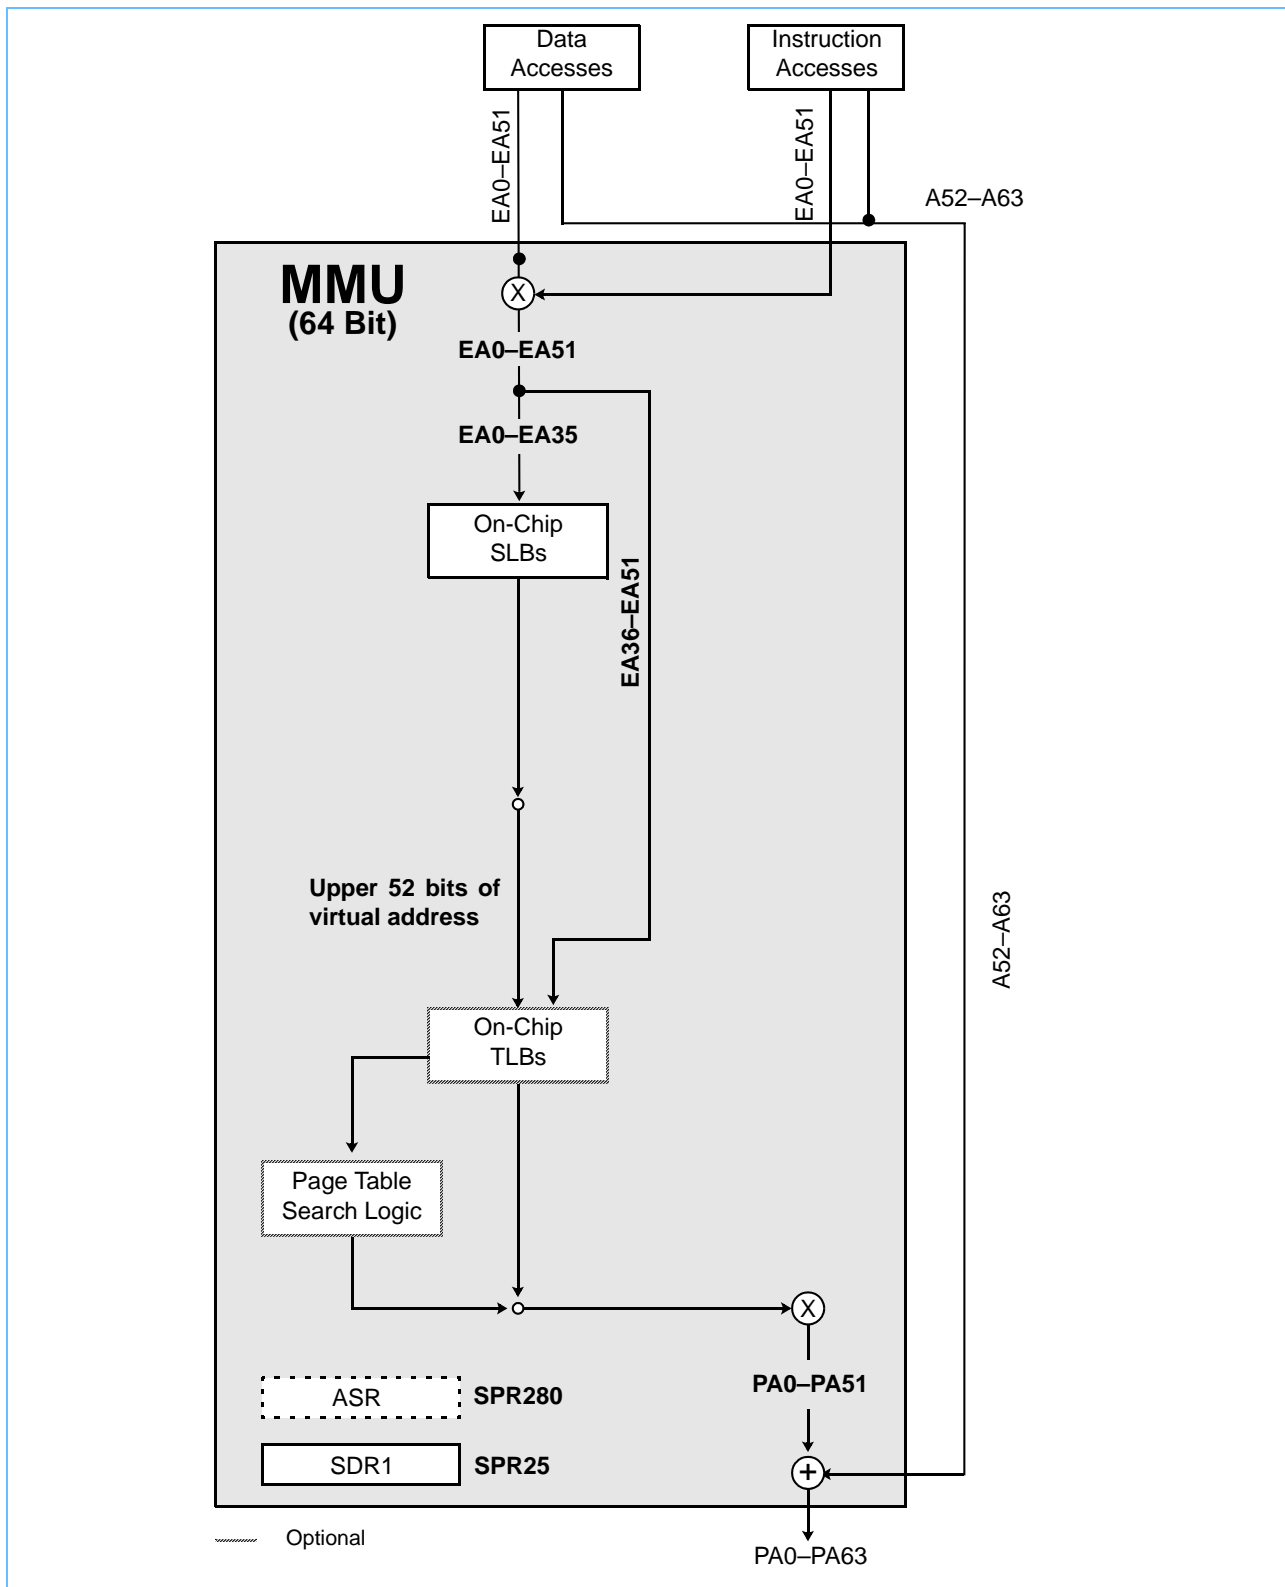 Data
Accesses
Instruction
Accesses
EA0–EA51
EA0–EA51
A52–A63
MMU
(64 Bit)
X
EA0–EA51
EA0–EA35
On-Chip
SLBs
EA36–EA51
Upper 52 bits of
virtual address
A52–A63
On-Chip
TLBs
Page Table
Search Logic
X
ASR
SPR280
PA0–PA51
SDR1
SPR25
+
Optional
PA0–PA63